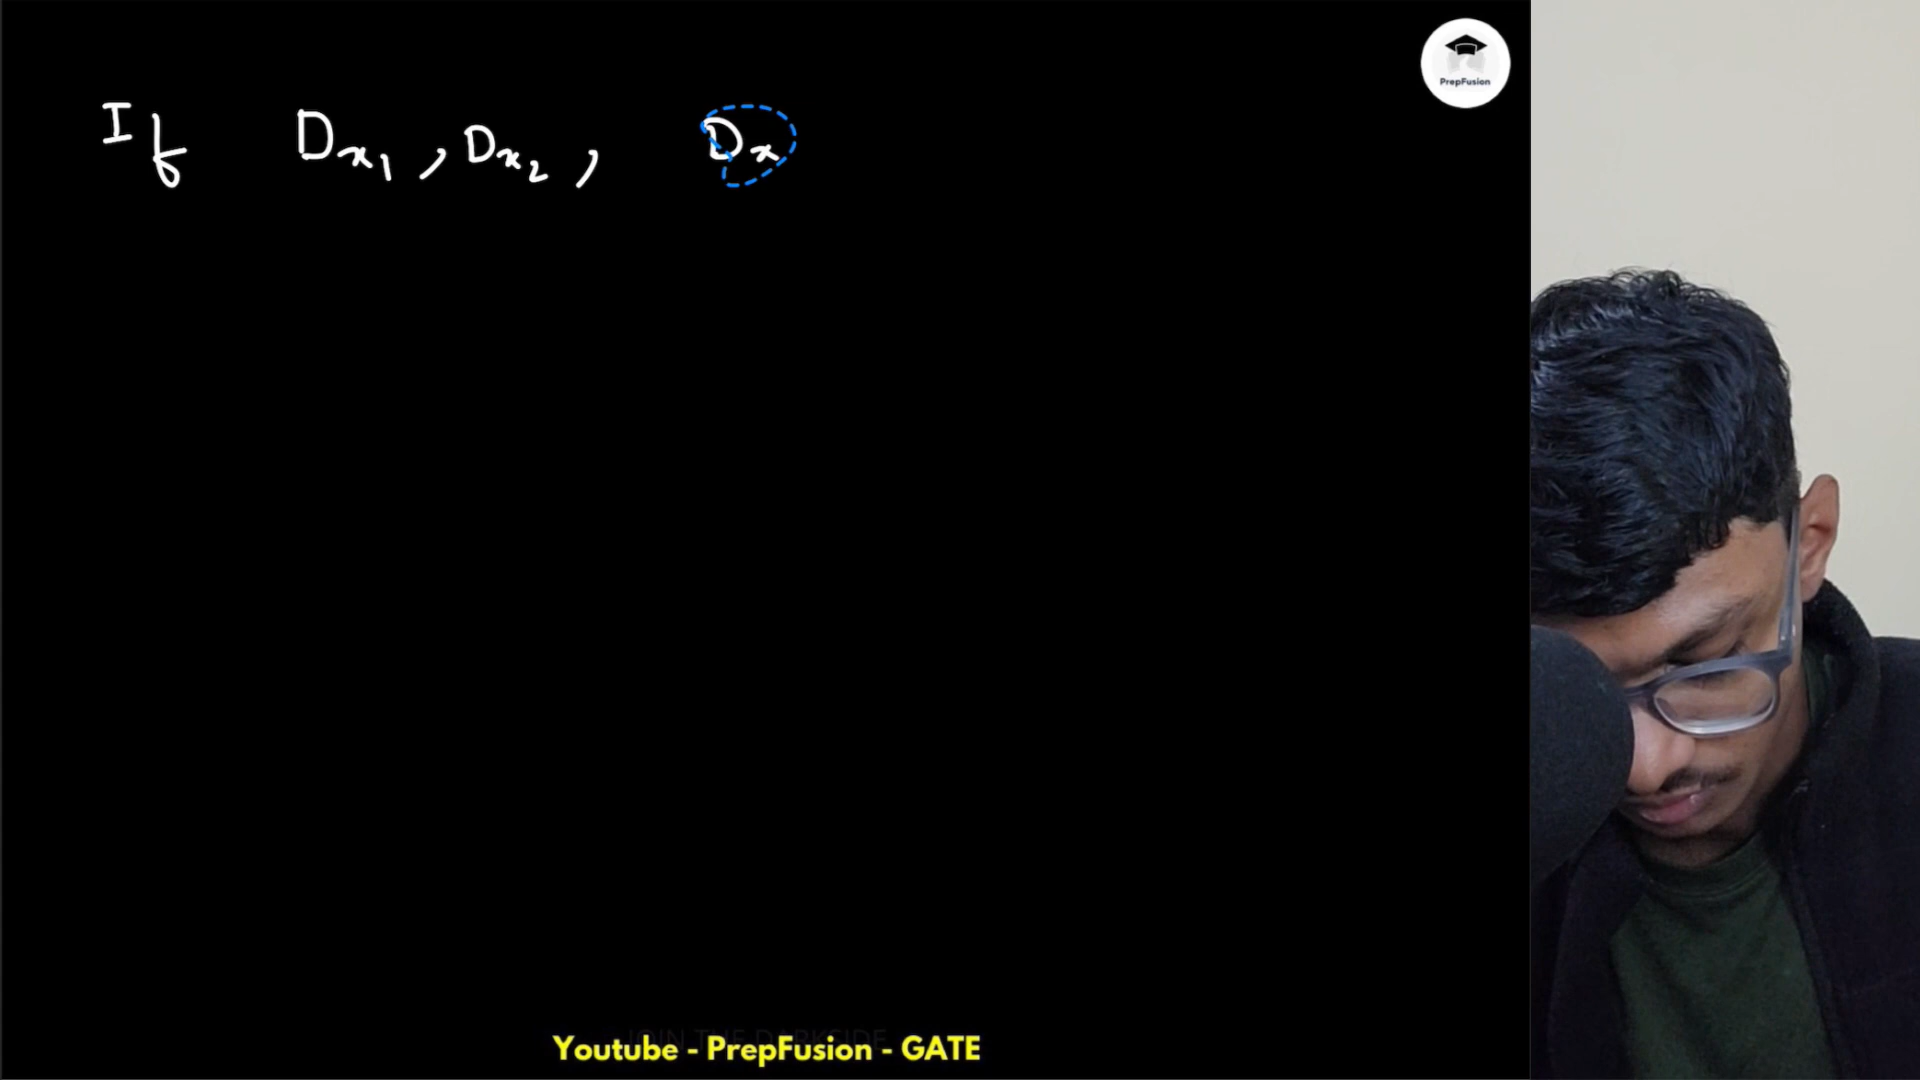 PrepFusion
If Dx1, Dx2, Dx
Youtube - PrepFusion - GATE